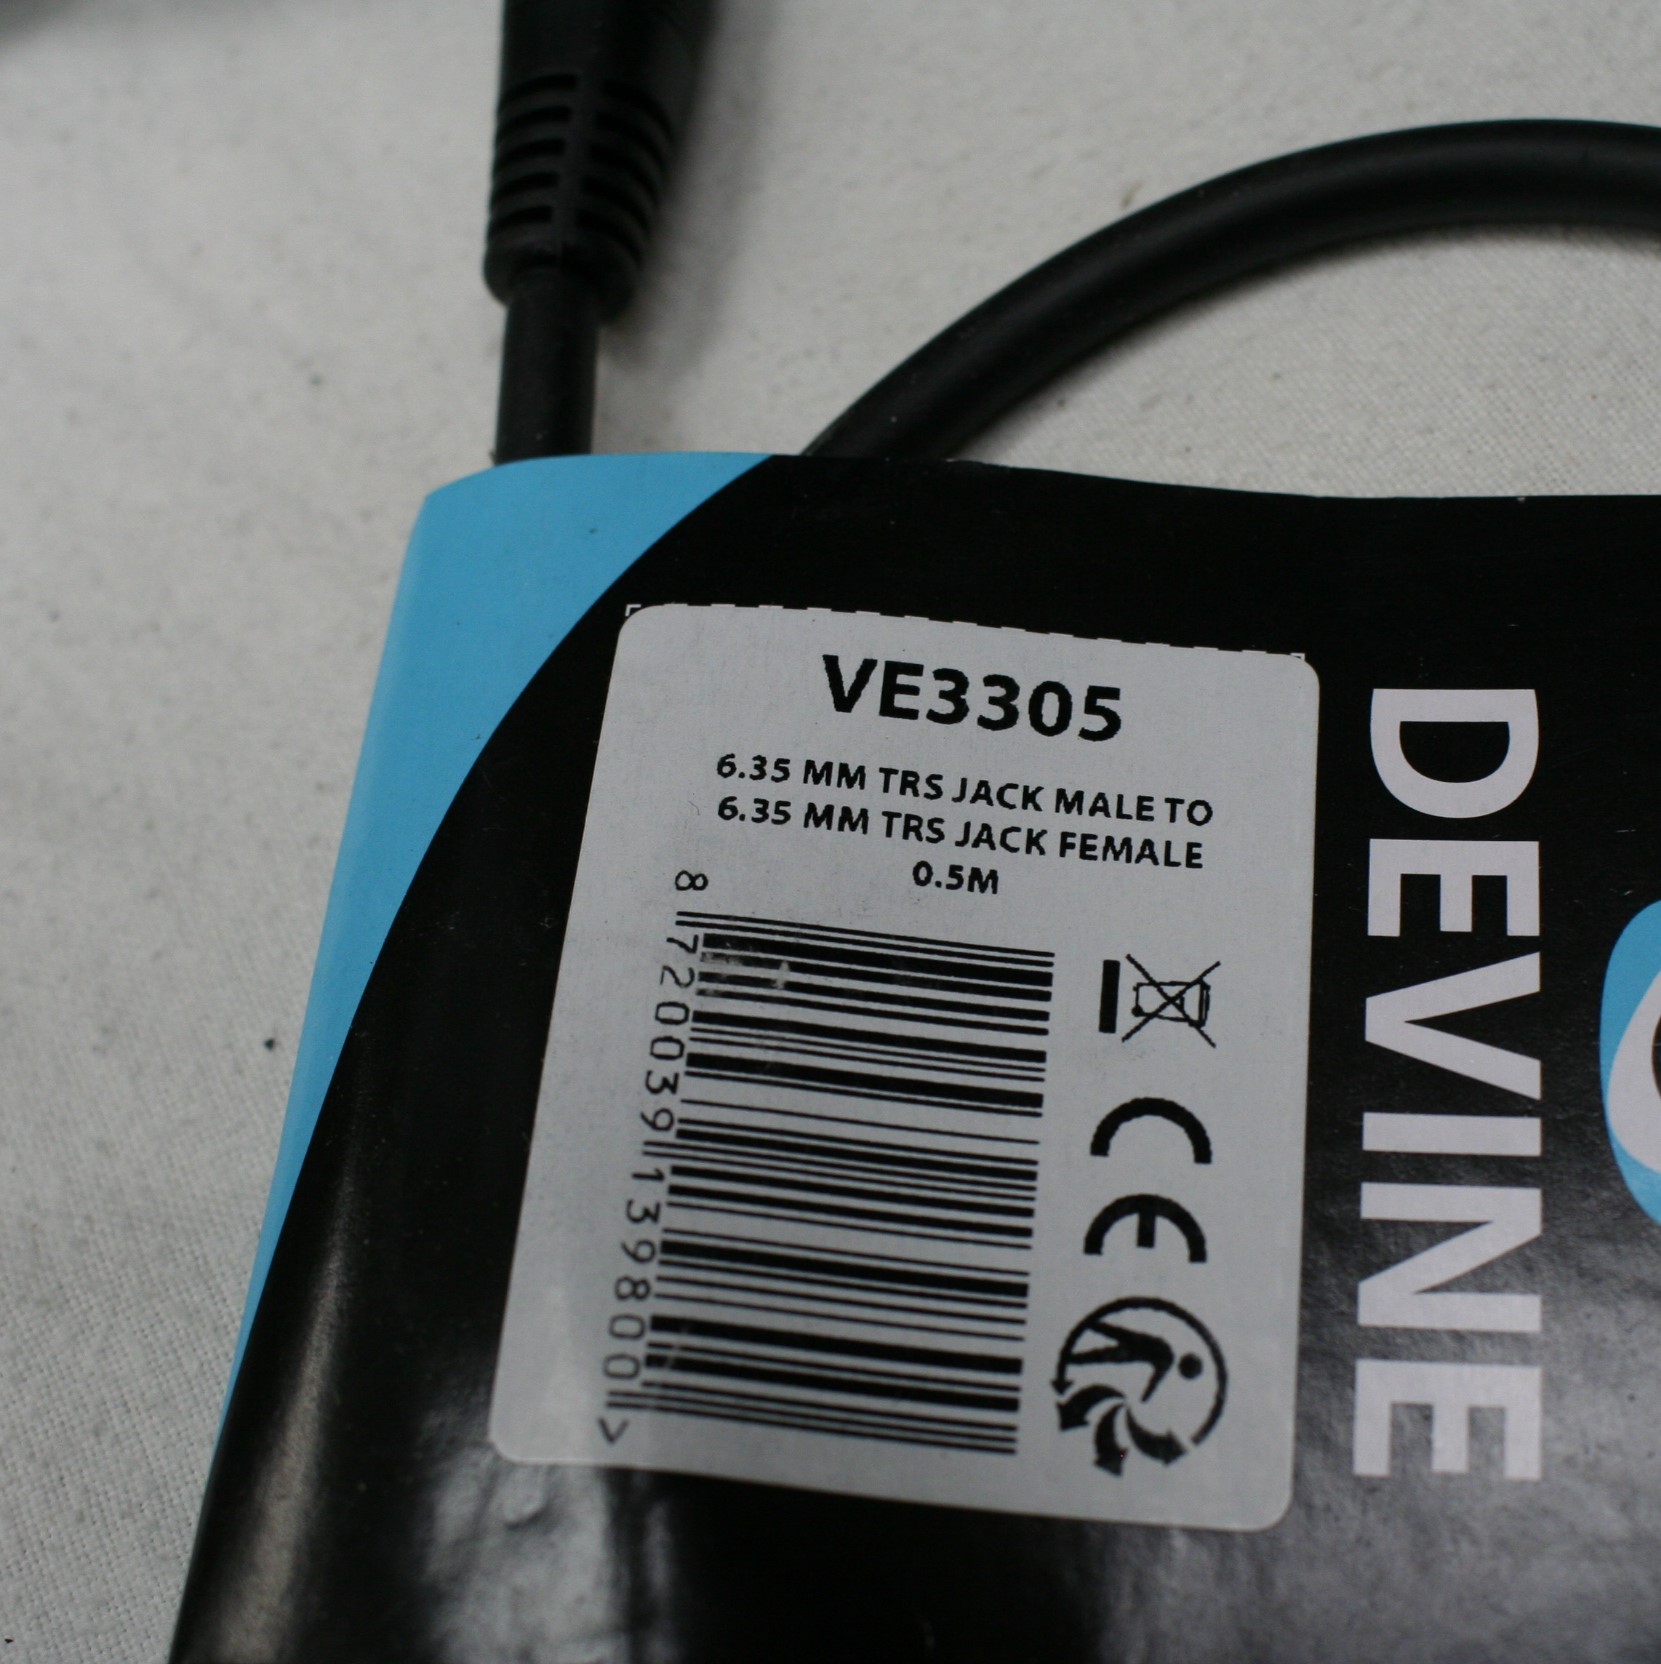 VE3305
6.35 MM TRS JACK MALE TO
6.35 MM TRS JACK FEMALE
0.5M
8 720039 139800 >
CE
DEVINE